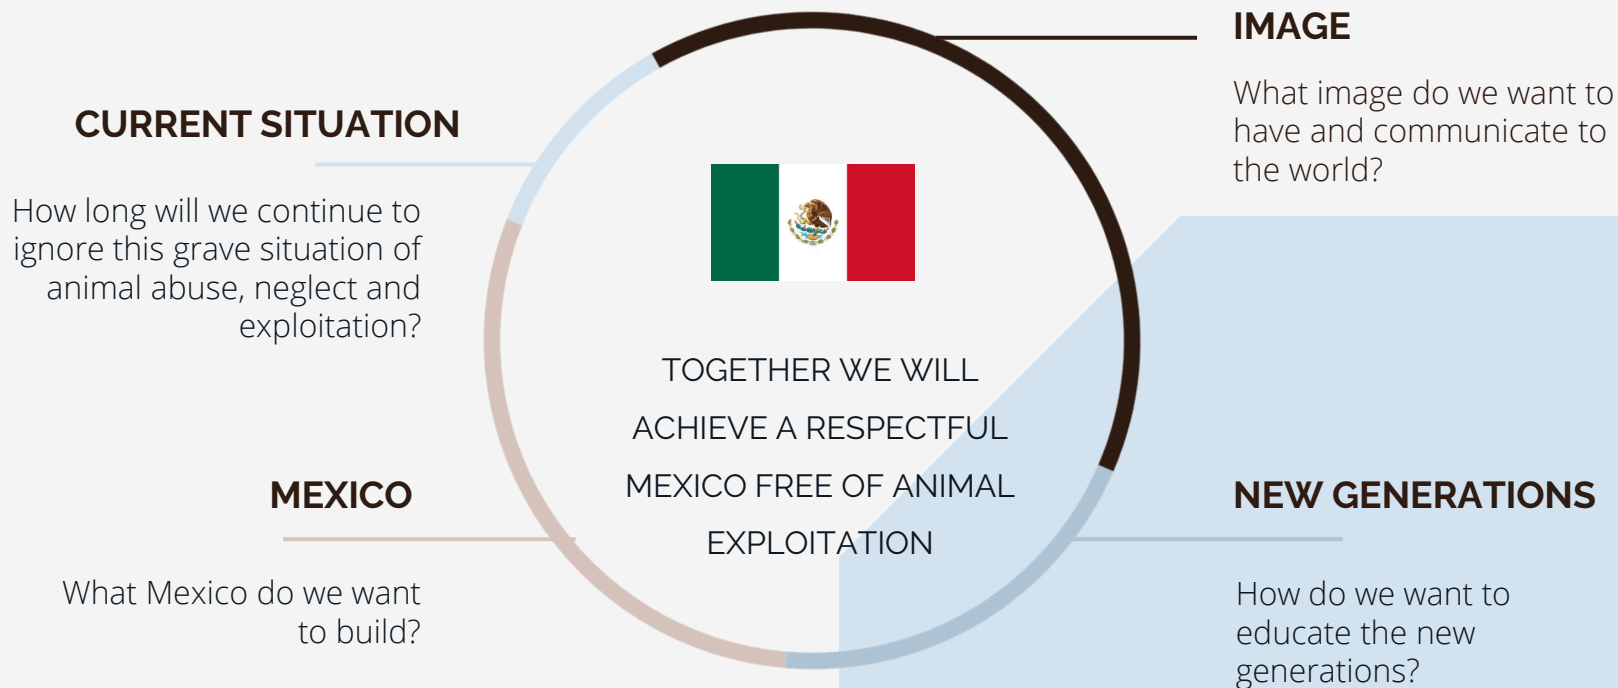 IMAGE
What image do we want to
have and communicate to
the world?
CURRENT SITUATION
How long will we continue to
ignore this grave situation of
animal abuse, neglect and
exploitation?
TOGETHER WE WILL
ACHIEVE A RESPECTFUL
MEXICO FREE OF ANIMAL
EXPLOITATION
MEXICO
What Mexico do we want
to build?
NEW GENERATIONS
How do we want to
educate the new
generations?